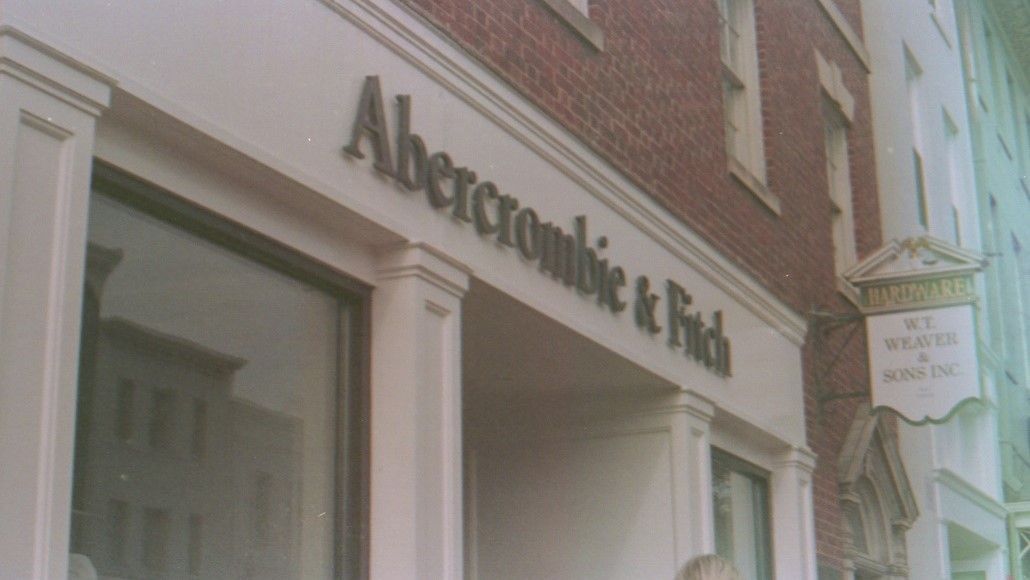 Abercrombie & Fitch
HARDWARE
W.T.
WEAVER
&
SONS INC.